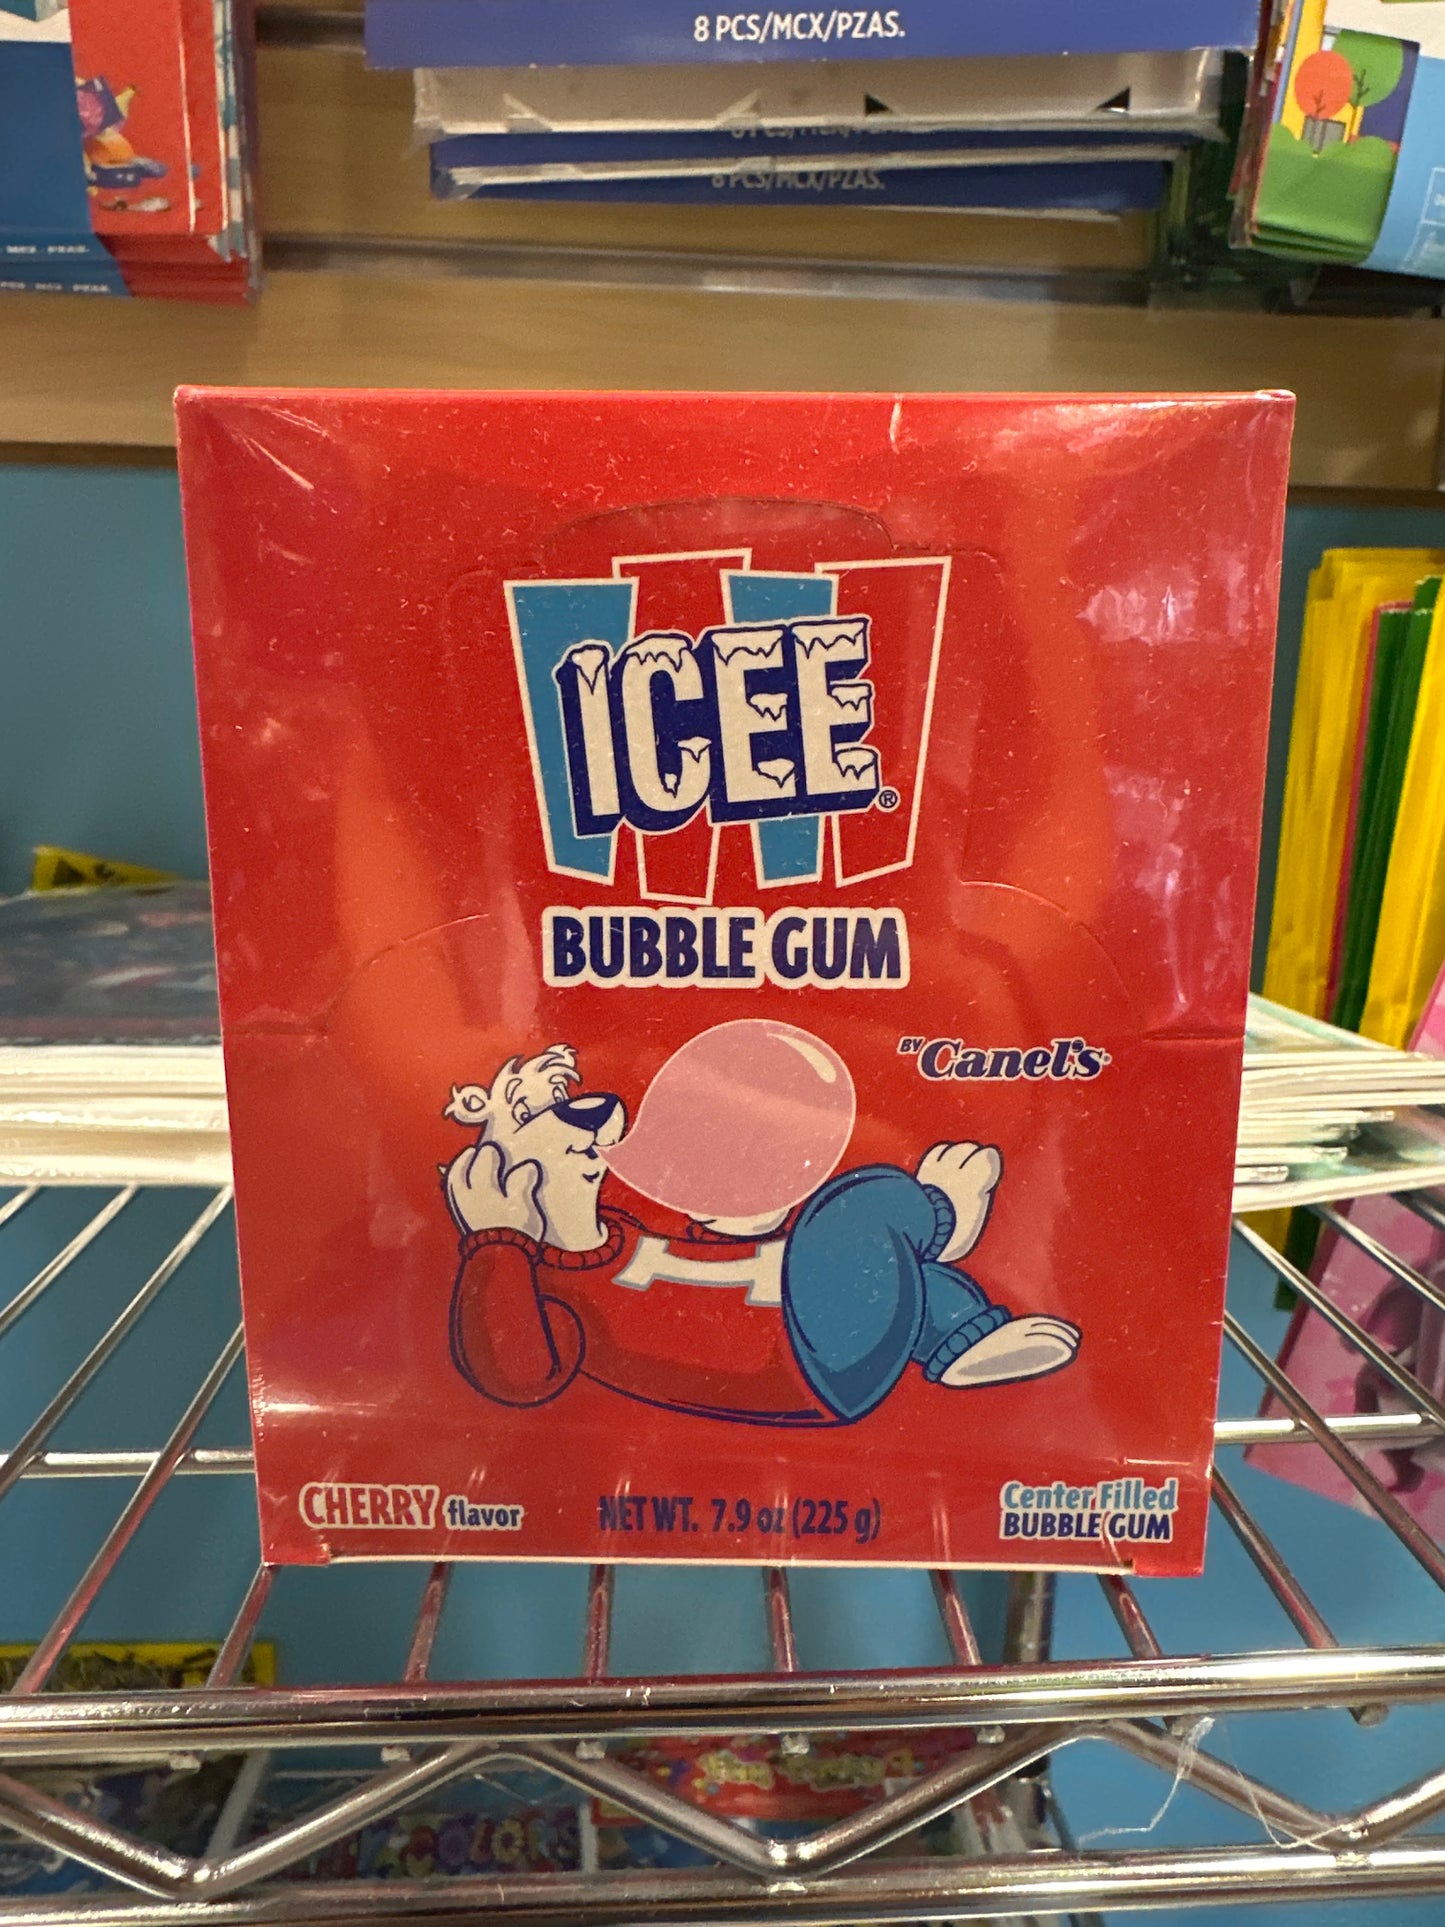 8 PCS/MCX/PZAS.
8 PCS/MCX/PZAS.
ICEE®
BUBBLE GUM
BY Canel's
CHERRY flavor
NET WT. 7.9 oz (225 g)
Center Filled
BUBBLE GUM